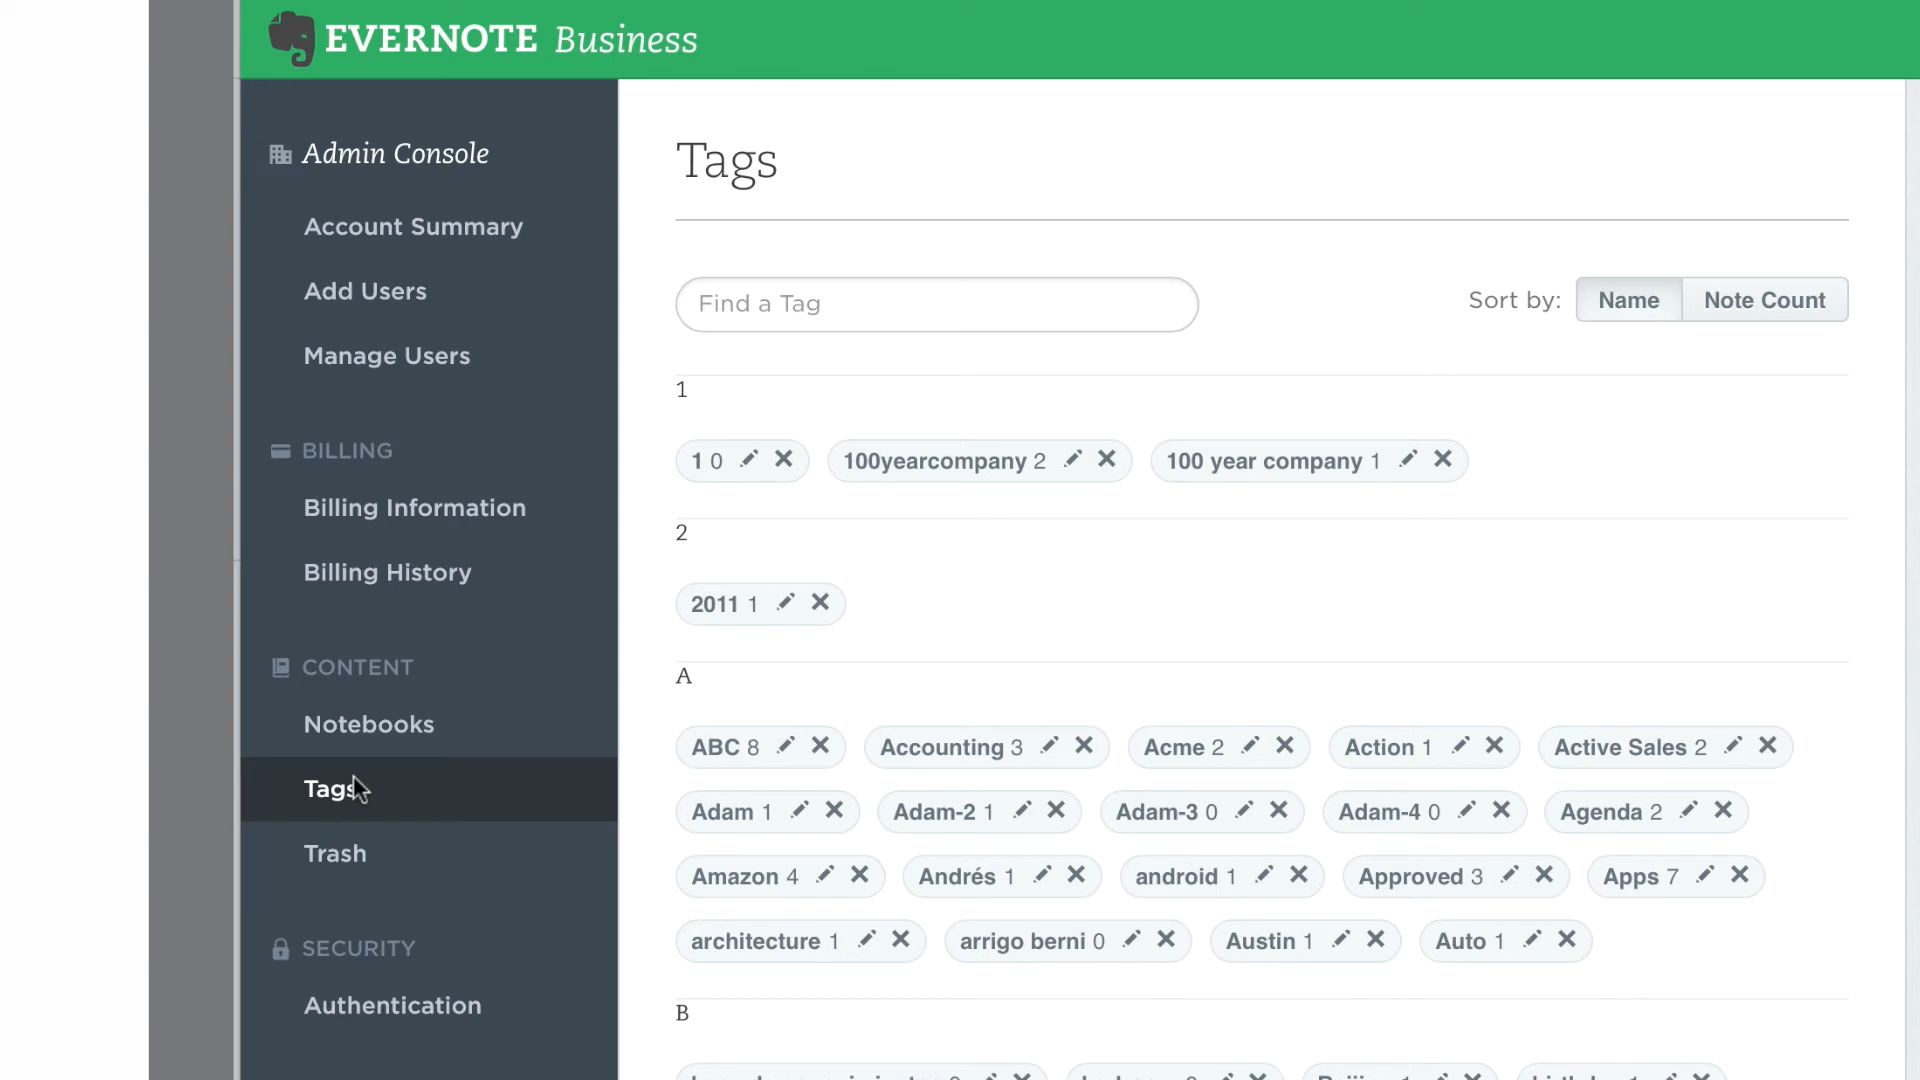 EVERNOTE Business
Admin Console
Account Summary
Add Users
Manage Users
BILLING
Billing Information
Billing History
CONTENT
Notebooks
Tags
Trash
SECURITY
Authentication
Tags
Find a Tag
Sort by: Name Note Count
1
1 0 100yearcompany 2 100 year company 1
2
2011 1
A
ABC 8 Accounting 3 Acme 2 Action 1 Active Sales 2
Adam 1 Adam-2 1 Adam-3 0 Adam-4 0 Agenda 2
Amazon 4 Andrés 1 android 1 Approved 3 Apps 7
architecture 1 arrigo berni 0 Austin 1 Auto 1
B